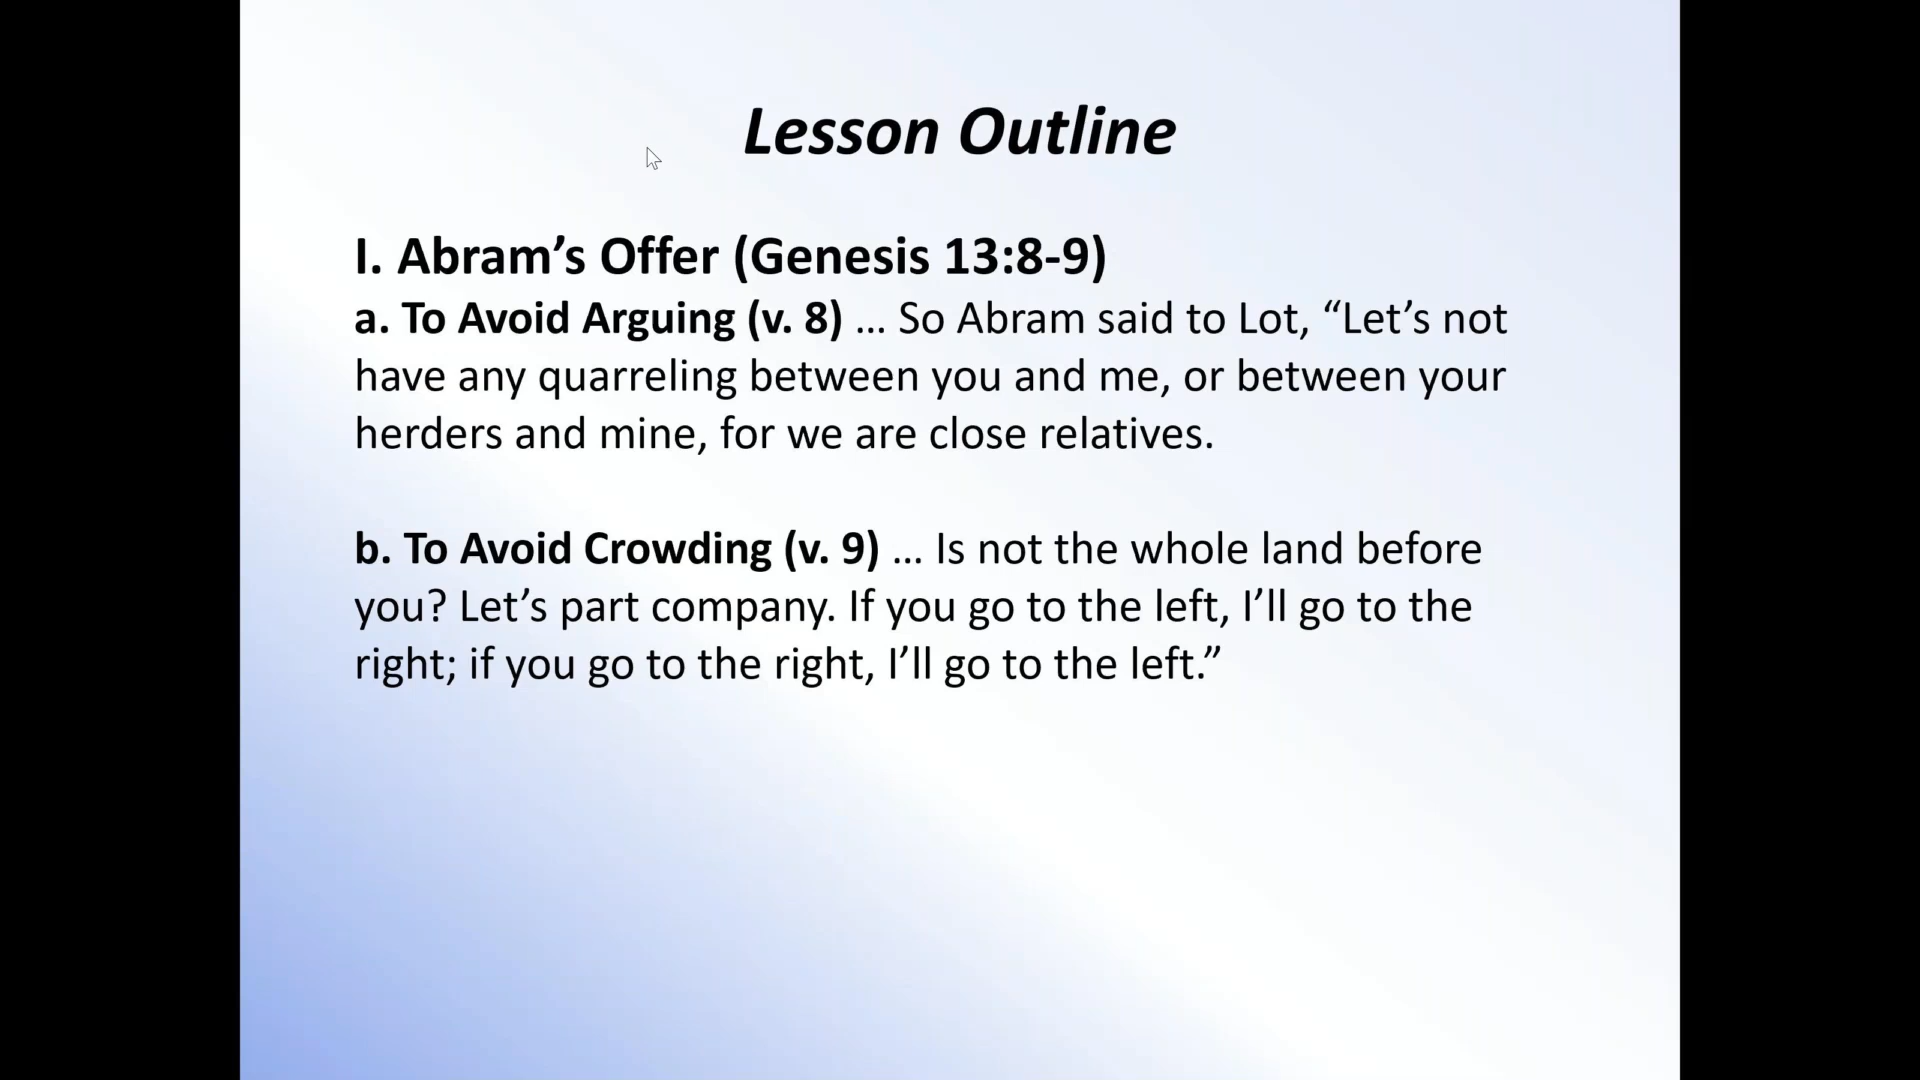 Lesson Outline
I. Abram’s Offer (Genesis 13:8-9)
a. To Avoid Arguing (v. 8) ... So Abram said to Lot, “Let’s not
have any quarreling between you and me, or between your
herders and mine, for we are close relatives.
b. To Avoid Crowding (v. 9) ... Is not the whole land before
you? Let’s part company. If you go to the left, I’ll go to the
right; if you go to the right, I’ll go to the left.”